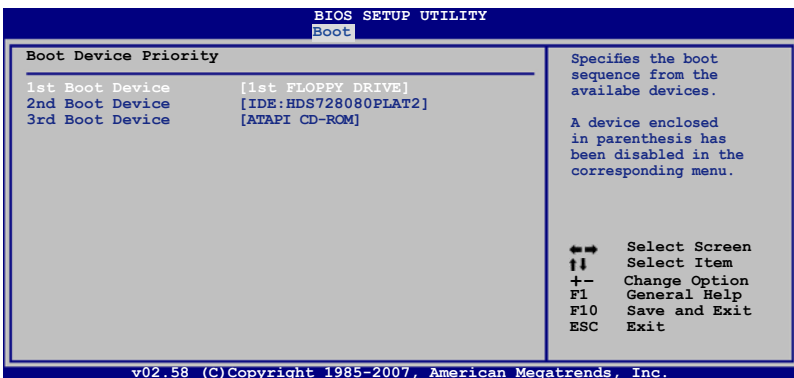 BIOS SETUP UTILITY
Boot
Boot Device Priority
1st Boot Device [1st FLOPPY DRIVE]
2nd Boot Device [IDE:HDS728080PLAT2]
3rd Boot Device [ATAPI CD-ROM]
Specifies the boot
sequence from the
availabe devices.
A device enclosed
in parenthesis has
been disabled in the
corresponding menu.
←→ Select Screen
↑↓ Select Item
+- Change Option
F1 General Help
F10 Save and Exit
ESC Exit
v02.58 (C)Copyright 1985-2007, American Megatrends, Inc.